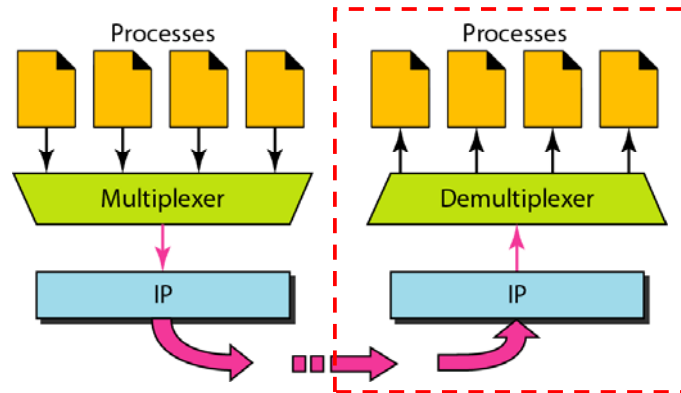 Processes
Processes
Multiplexer
Demultiplexer
IP
IP